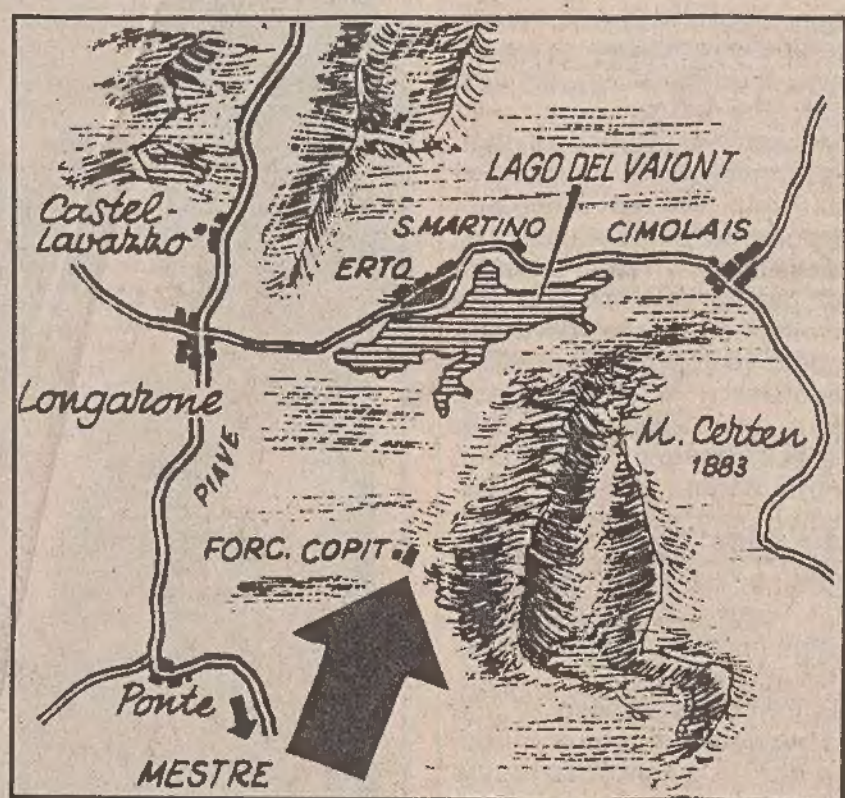 LAGO DEL VAIONT
Castel-
Lavazzo
S. MARTINO
CIMOLAIS
ERTO
Longarone
M. Certen
1883
PIAVE
FORC. COPIT
Ponte
MESTRE